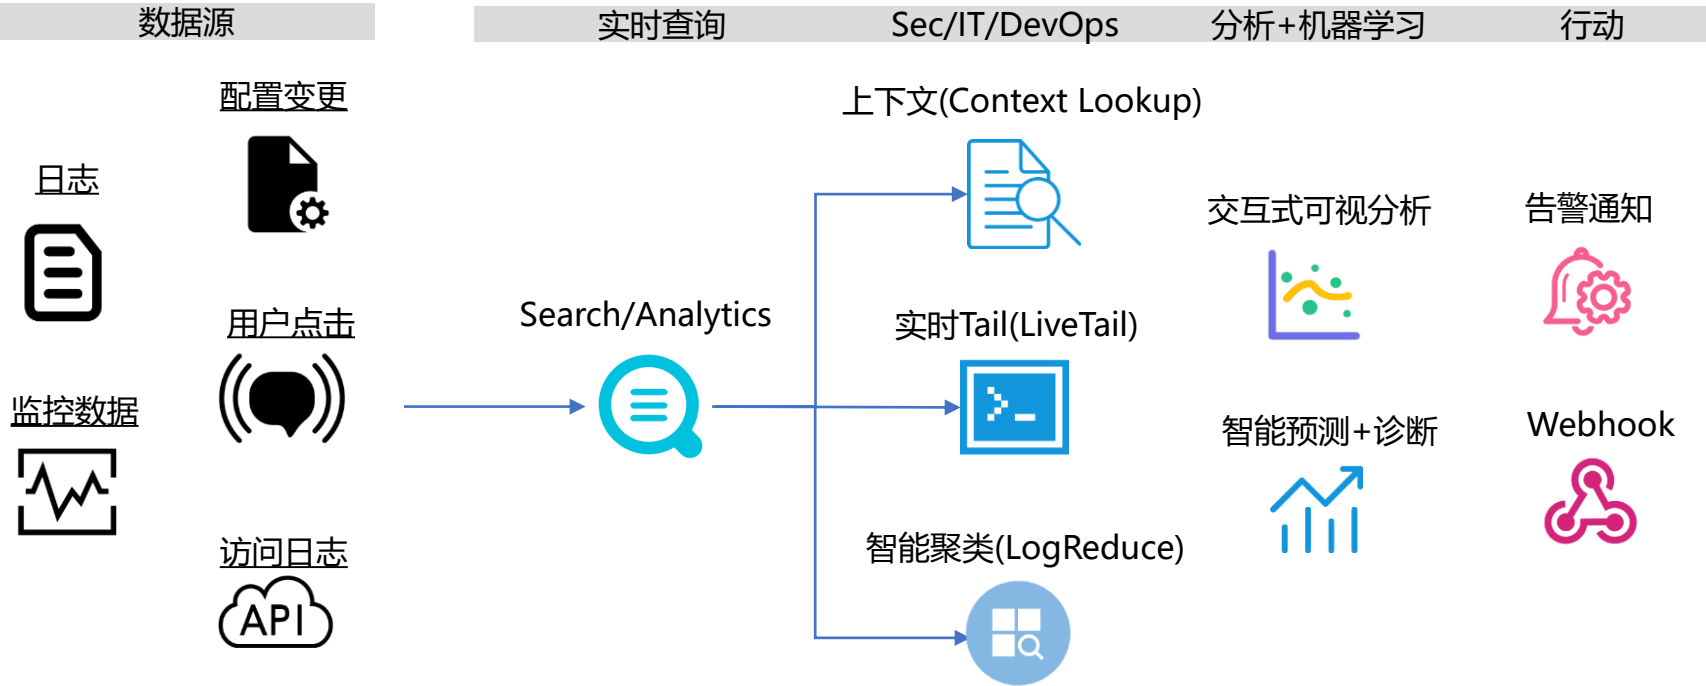 数据源
实时查询
Sec/IT/DevOps
分析+机器学习
行动
配置变更
日志
用户点击
监控数据
访问日志
API
Search/Analytics
上下文(Context Lookup)
实时Tail(LiveTail)
智能聚类(LogReduce)
交互式可视分析
智能预测+诊断
告警通知
Webhook